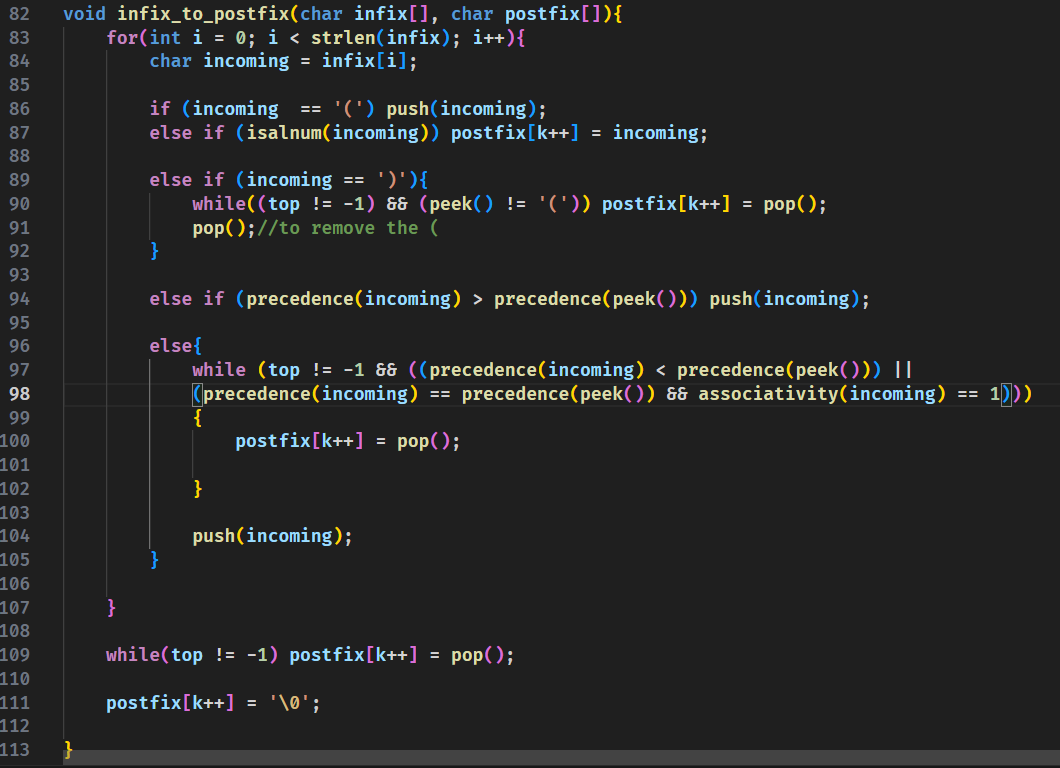 82 void infix_to_postfix(char infix[], char postfix[]){
83     for(int i = 0; i < strlen(infix); i++){
84         char incoming = infix[i];
85
86         if (incoming  == '(') push(incoming);
87         else if (isalnum(incoming)) postfix[k++] = incoming;
88
89         else if (incoming == ')'){
90             while((top != -1) && (peek() != '(')) postfix[k++] = pop();
91             pop();//to remove the (
92         }
93
94         else if (precedence(incoming) > precedence(peek())) push(incoming);
95
96         else{
97             while (top != -1 && ((precedence(incoming) < precedence(peek())) ||
98             (precedence(incoming) == precedence(peek()) && associativity(incoming) == 1)))
99             {
100                 postfix[k++] = pop();
101
102             }
103
104             push(incoming);
105         }
106
107     }
108
109     while(top != -1) postfix[k++] = pop();
110
111     postfix[k++] = '\0';
112
113 }